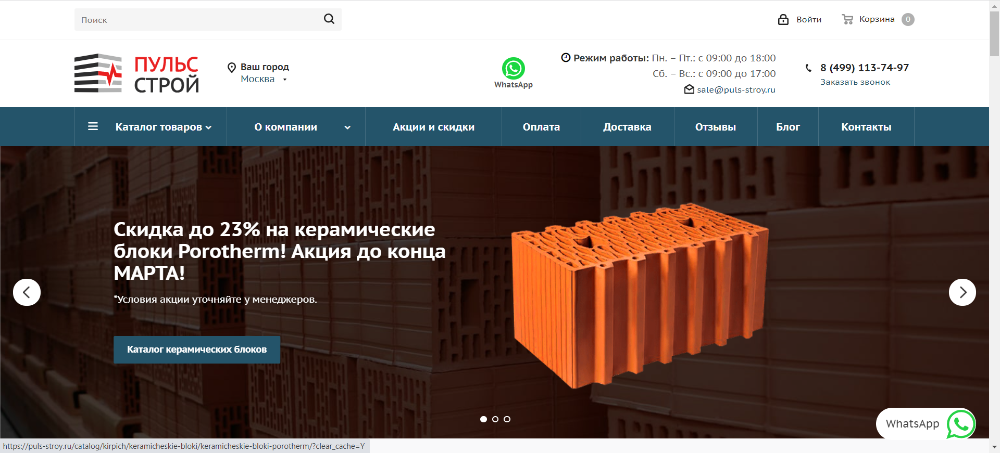 Поиск
Войти
Корзина 0
ПУЛЬС
СТРОЙ
Ваш город
Москва
WhatsApp
Режим работы: Пн. – Пт.: с 09:00 до 18:00
Сб. – Вс.: с 09:00 до 17:00
sale@puls-stroy.ru
8 (499) 113-74-97
Заказать звонок
Каталог товаров
О компании
Акции и скидки
Оплата
Доставка
Отзывы
Блог
Контакты
Скидка до 23% на керамические
блоки Porotherm! Акция до конца
МАРТА!
*Условия акции уточняйте у менеджеров.
Каталог керамических блоков
WhatsApp
https://puls-stroy.ru/catalog/kirpich/keramicheskie-bloki/keramicheskie-bloki-porotherm/?clear_cache=Y